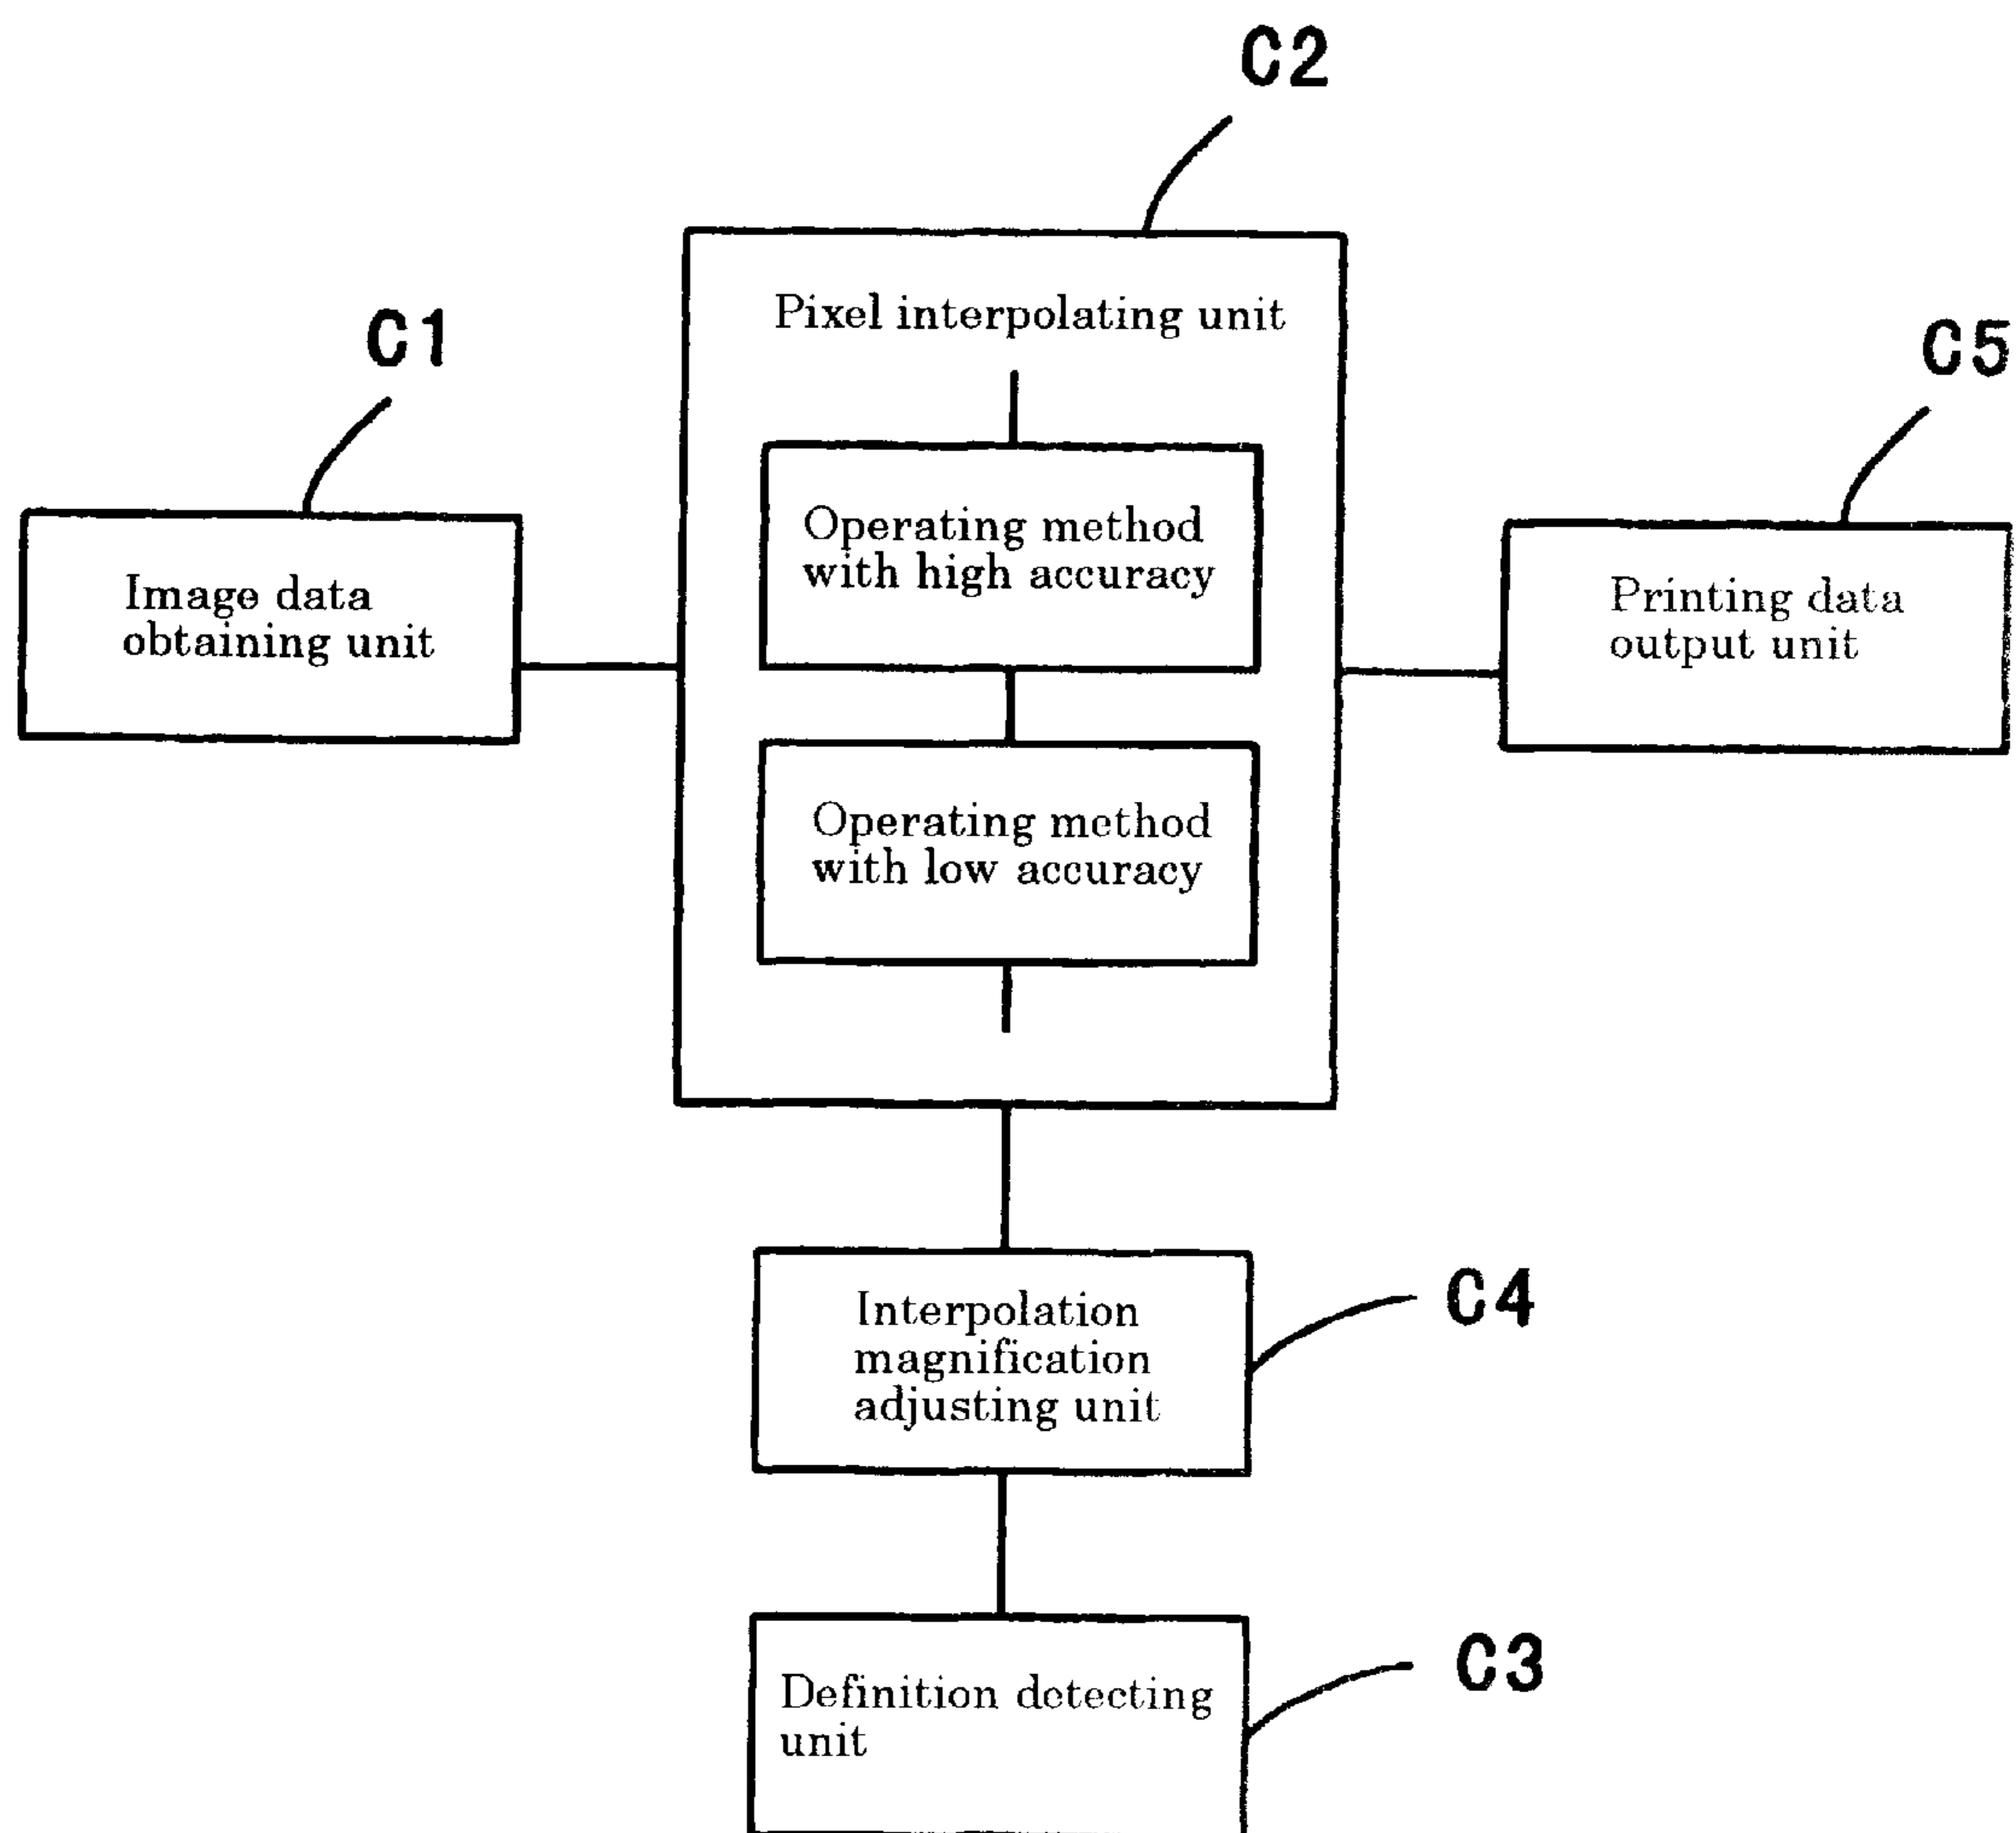 C2
Pixel interpolating unit
C1
C5
Operating method
with high accuracy
Image data
obtaining unit
Printing data
output unit
Operating method
with low accuracy
Interpolation
magnification
adjusting unit
C4
Definition detecting
unit
C3